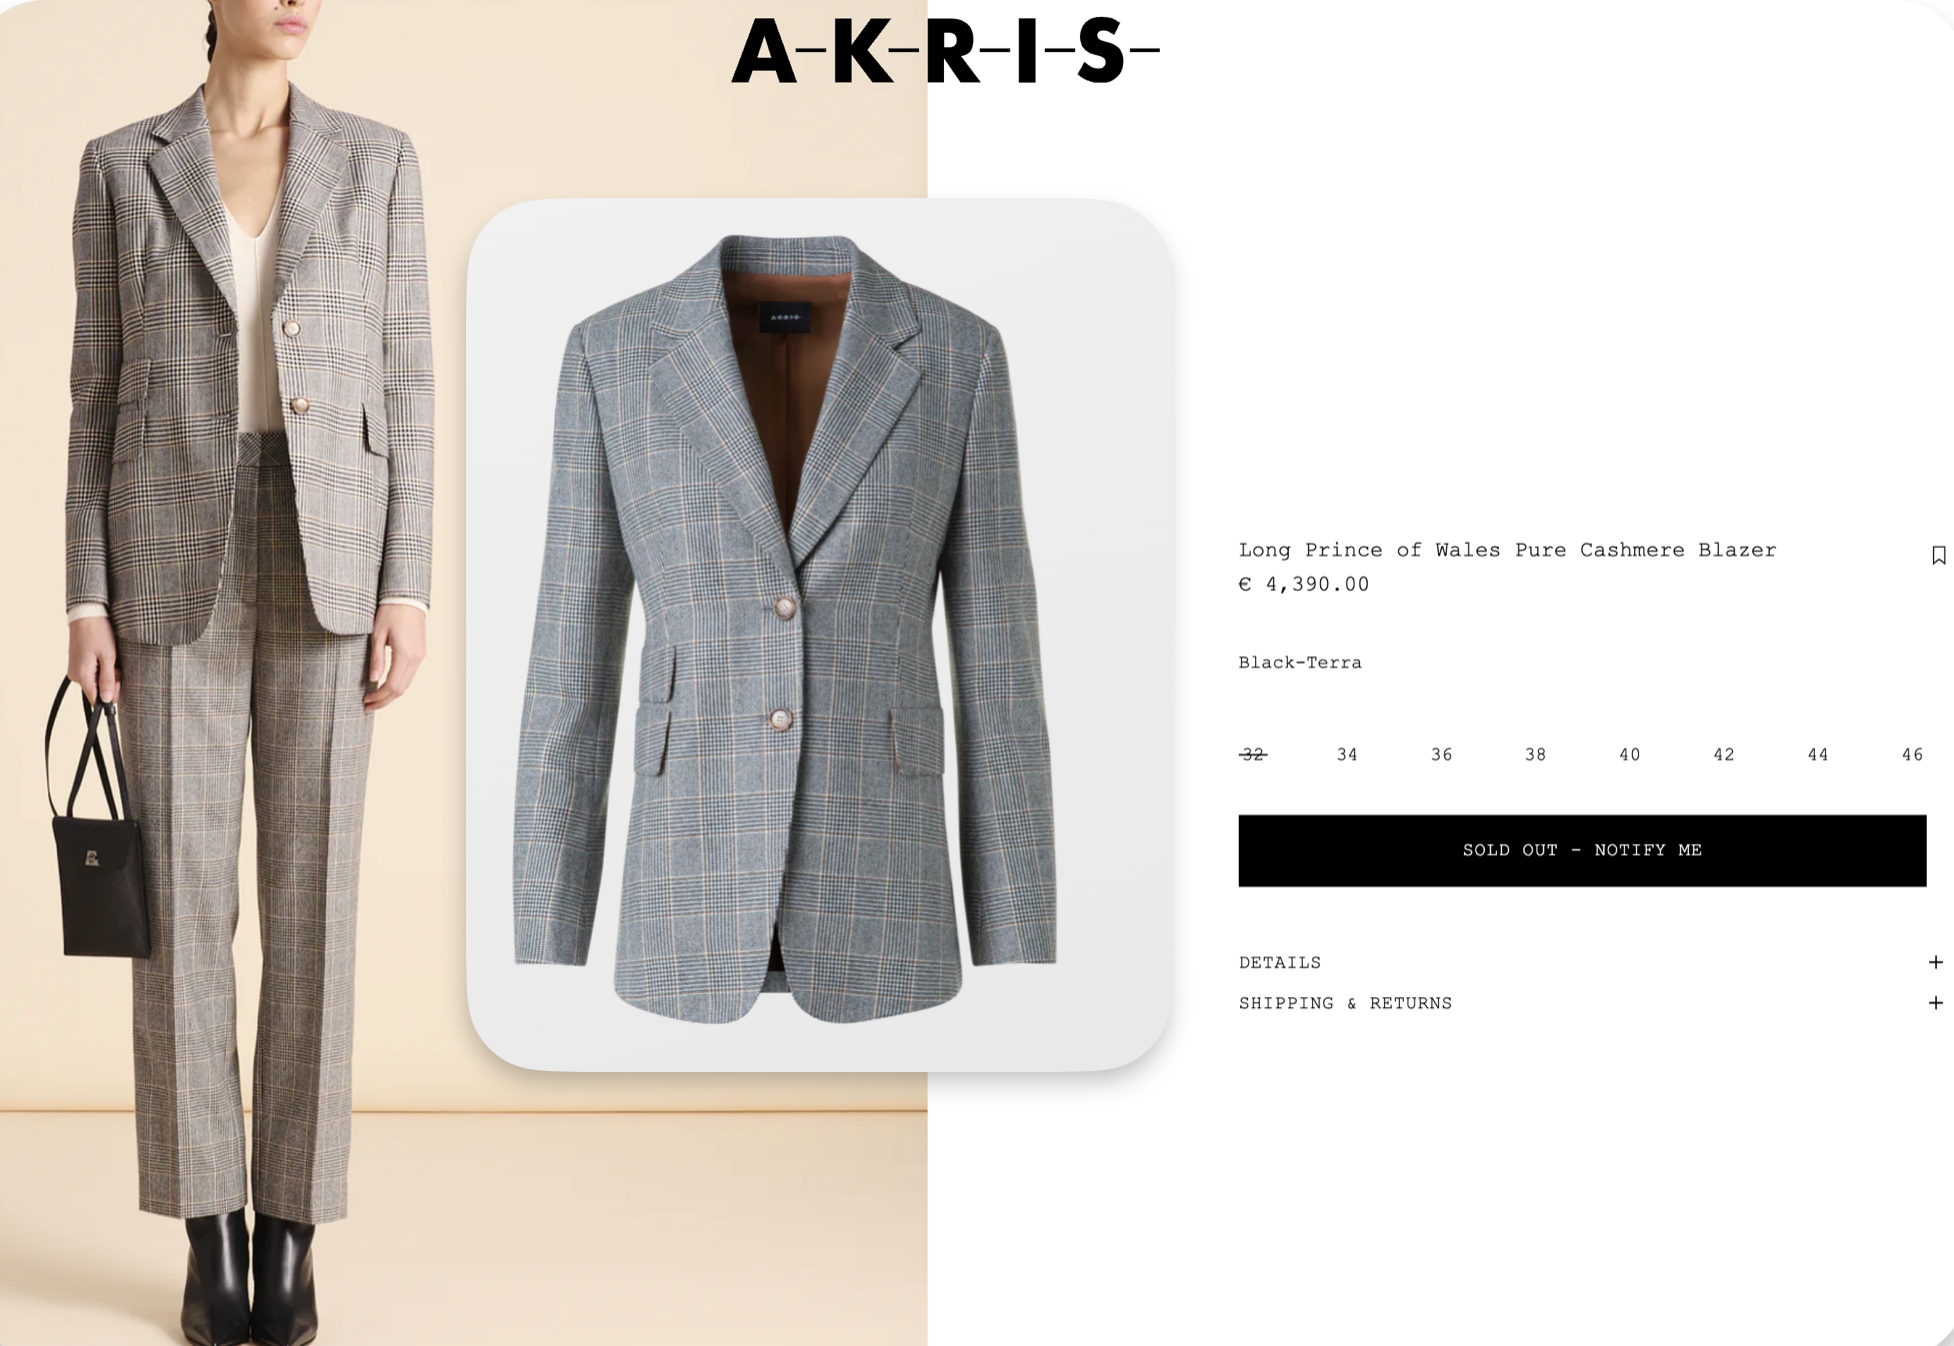 A-K-R-I-S-
A-K-R-I-S-
Long Prince of Wales Pure Cashmere Blazer
€ 4,390.00
Black-Terra
32 34 36 38 40 42 44 46
SOLD OUT - NOTIFY ME
DETAILS +
SHIPPING & RETURNS +